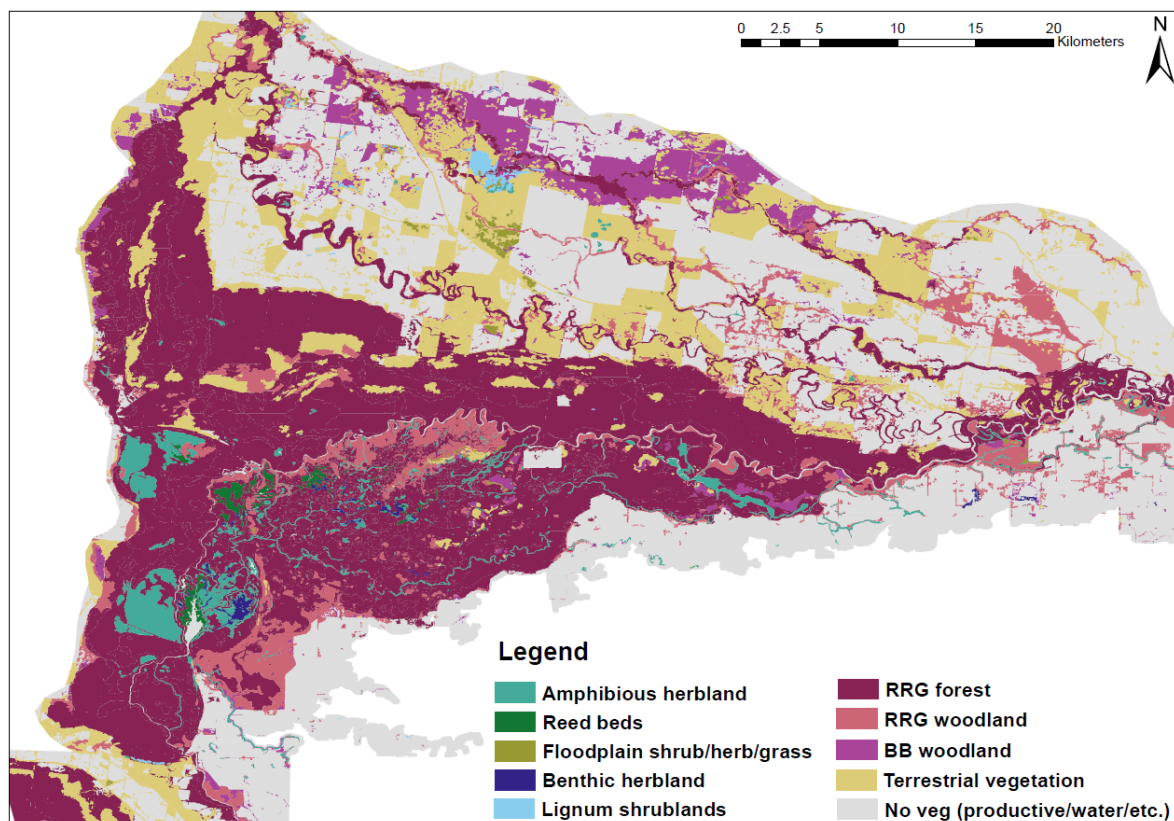 0 2.5 5 10 15 20
Kilometers
N
Legend
Amphibious herbland
Reed beds
Floodplain shrub/herb/grass
Benthic herbland
Lignum shrublands
RRG forest
RRG woodland
BB woodland
Terrestrial vegetation
No veg (productive/water/etc.)